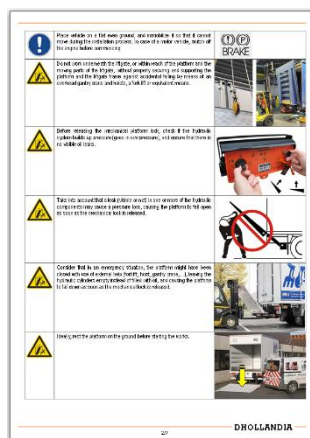 Place vehicle on a flat even ground, and immobilize it so that it cannot
move during the installation process. In case of a motor vehicle, switch off
the engine before commencing.
BRAKE
Do not work underneath the liftgate, or within reach of the platform and the
moving parts of the liftgate, without properly securing and supporting the
platform and the liftgate frame against accidental falling by means of an
overhead gantry crane and hoists, a fork lift or equivalent means.
Before releasing the mechanical platform lock, check if the hydraulic
system builds up pressure (goes in overpressure), and ensure that there is
no visible oil leaks.
Take into account that a leak (visible or not) in one or more of the hydraulic
components may cause a pressure loss, causing the platform to fall open
as soon as the mechanical lock is released.
Consider that in an emergency situation, the platform might have been
closed with use of external help (forklift, hoist, gantry crane, ...), leaving the
hydraulic cylinders empty instead of filled with oil, and causing the platform
to fall down as soon as the mechanical lock is released.
Ideally, rest the platform on the ground before starting the works.
DHOLLANDIA